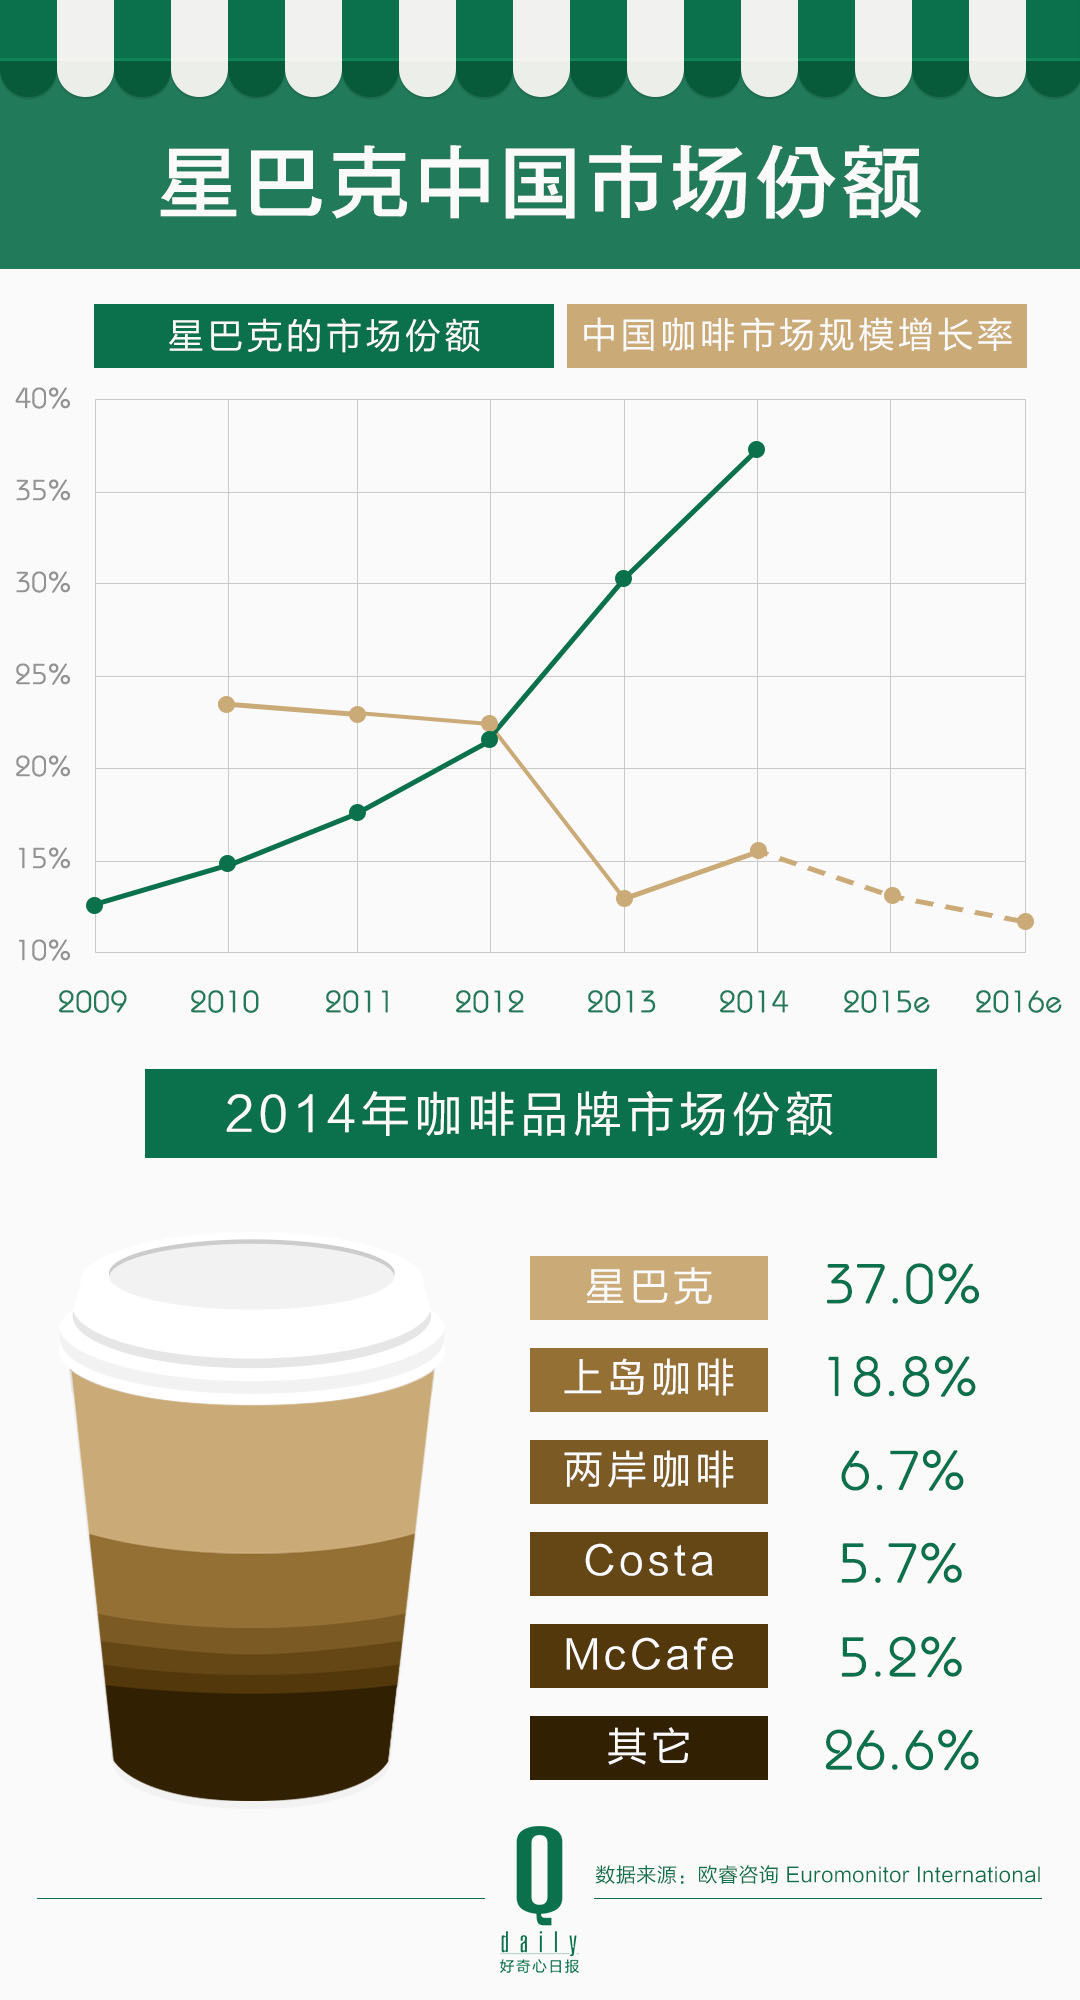 星巴克中国市场份额
星巴克的市场份额
中国咖啡市场规模增长率
40%
35%
30%
25%
20%
15%
10%
2009 2010 2011 2012 2013 2014 2015e 2016e
2014年咖啡品牌市场份额
星巴克 37.0%
上岛咖啡 18.8%
两岸咖啡 6.7%
Costa 5.7%
McCafe 5.2%
其它 26.6%
数据来源：欧睿咨询 Euromonitor International
Q
daily
好奇心日报